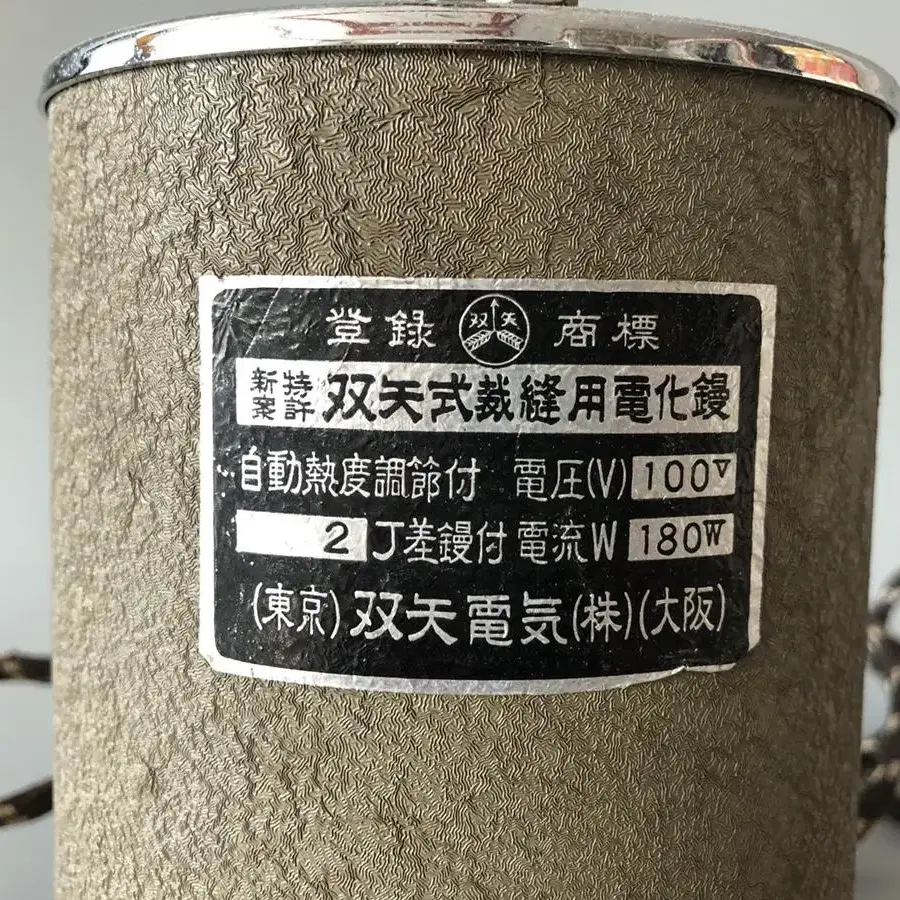 登録 双矢 商標
新案 特許 双矢式裁縫用電化鏝
自動熱度調節付 電圧(V) 100V
2丁差鏝付 電流W 180W
(東京) 双矢電気(株)(大阪)